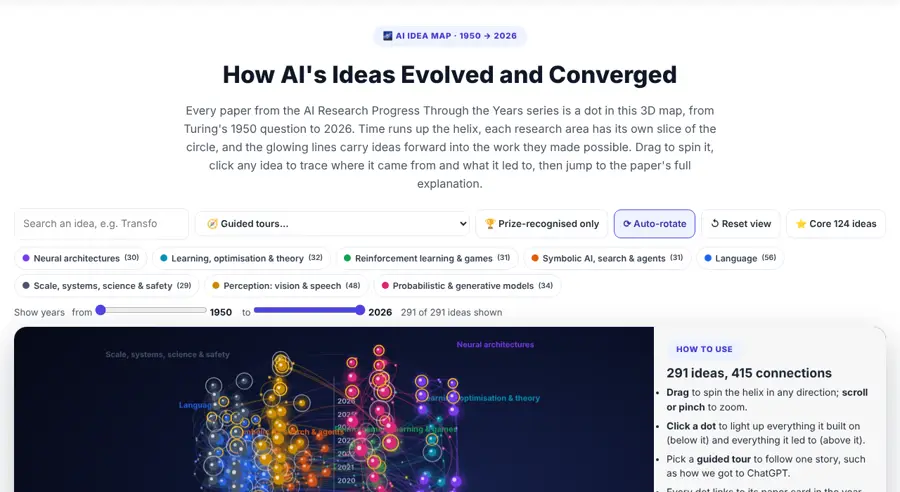 AI IDEA MAP · 1950 → 2026
How AI's Ideas Evolved and Converged
Every paper from the AI Research Progress Through the Years series is a dot in this 3D map, from
Turing's 1950 question to 2026. Time runs up the helix, each research area has its own slice of the
circle, and the glowing lines carry ideas forward into the work they made possible. Drag to spin it,
click any idea to trace where it came from and what it led to, then jump to the paper's full
explanation.
Search an idea, e.g. Transfo
Guided tours...
Prize-recognised only
Auto-rotate
Reset view
Core 124 ideas
Neural architectures (30)
Learning, optimisation & theory (32)
Reinforcement learning & games (31)
Symbolic AI, search & agents (31)
Language (56)
Scale, systems, science & safety (29)
Perception: vision & speech (48)
Probabilistic & generative models (34)
Show years from 1950 to 2026 291 of 291 ideas shown
Scale, systems, science & safety
Neural architectures
optimisation & theory
2022
2021
2020
HOW TO USE
291 ideas, 415 connections
Drag to spin the helix in any direction; scroll
or pinch to zoom.
Click a dot to light up everything it built on
(below it) and everything it led to (above it).
Pick a guided tour to follow one story, such
as how we got to ChatGPT.